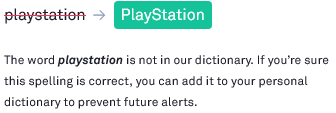 playstation → PlayStation
The word playstation is not in our dictionary. If you're sure
this spelling is correct, you can add it to your personal
dictionary to prevent future alerts.